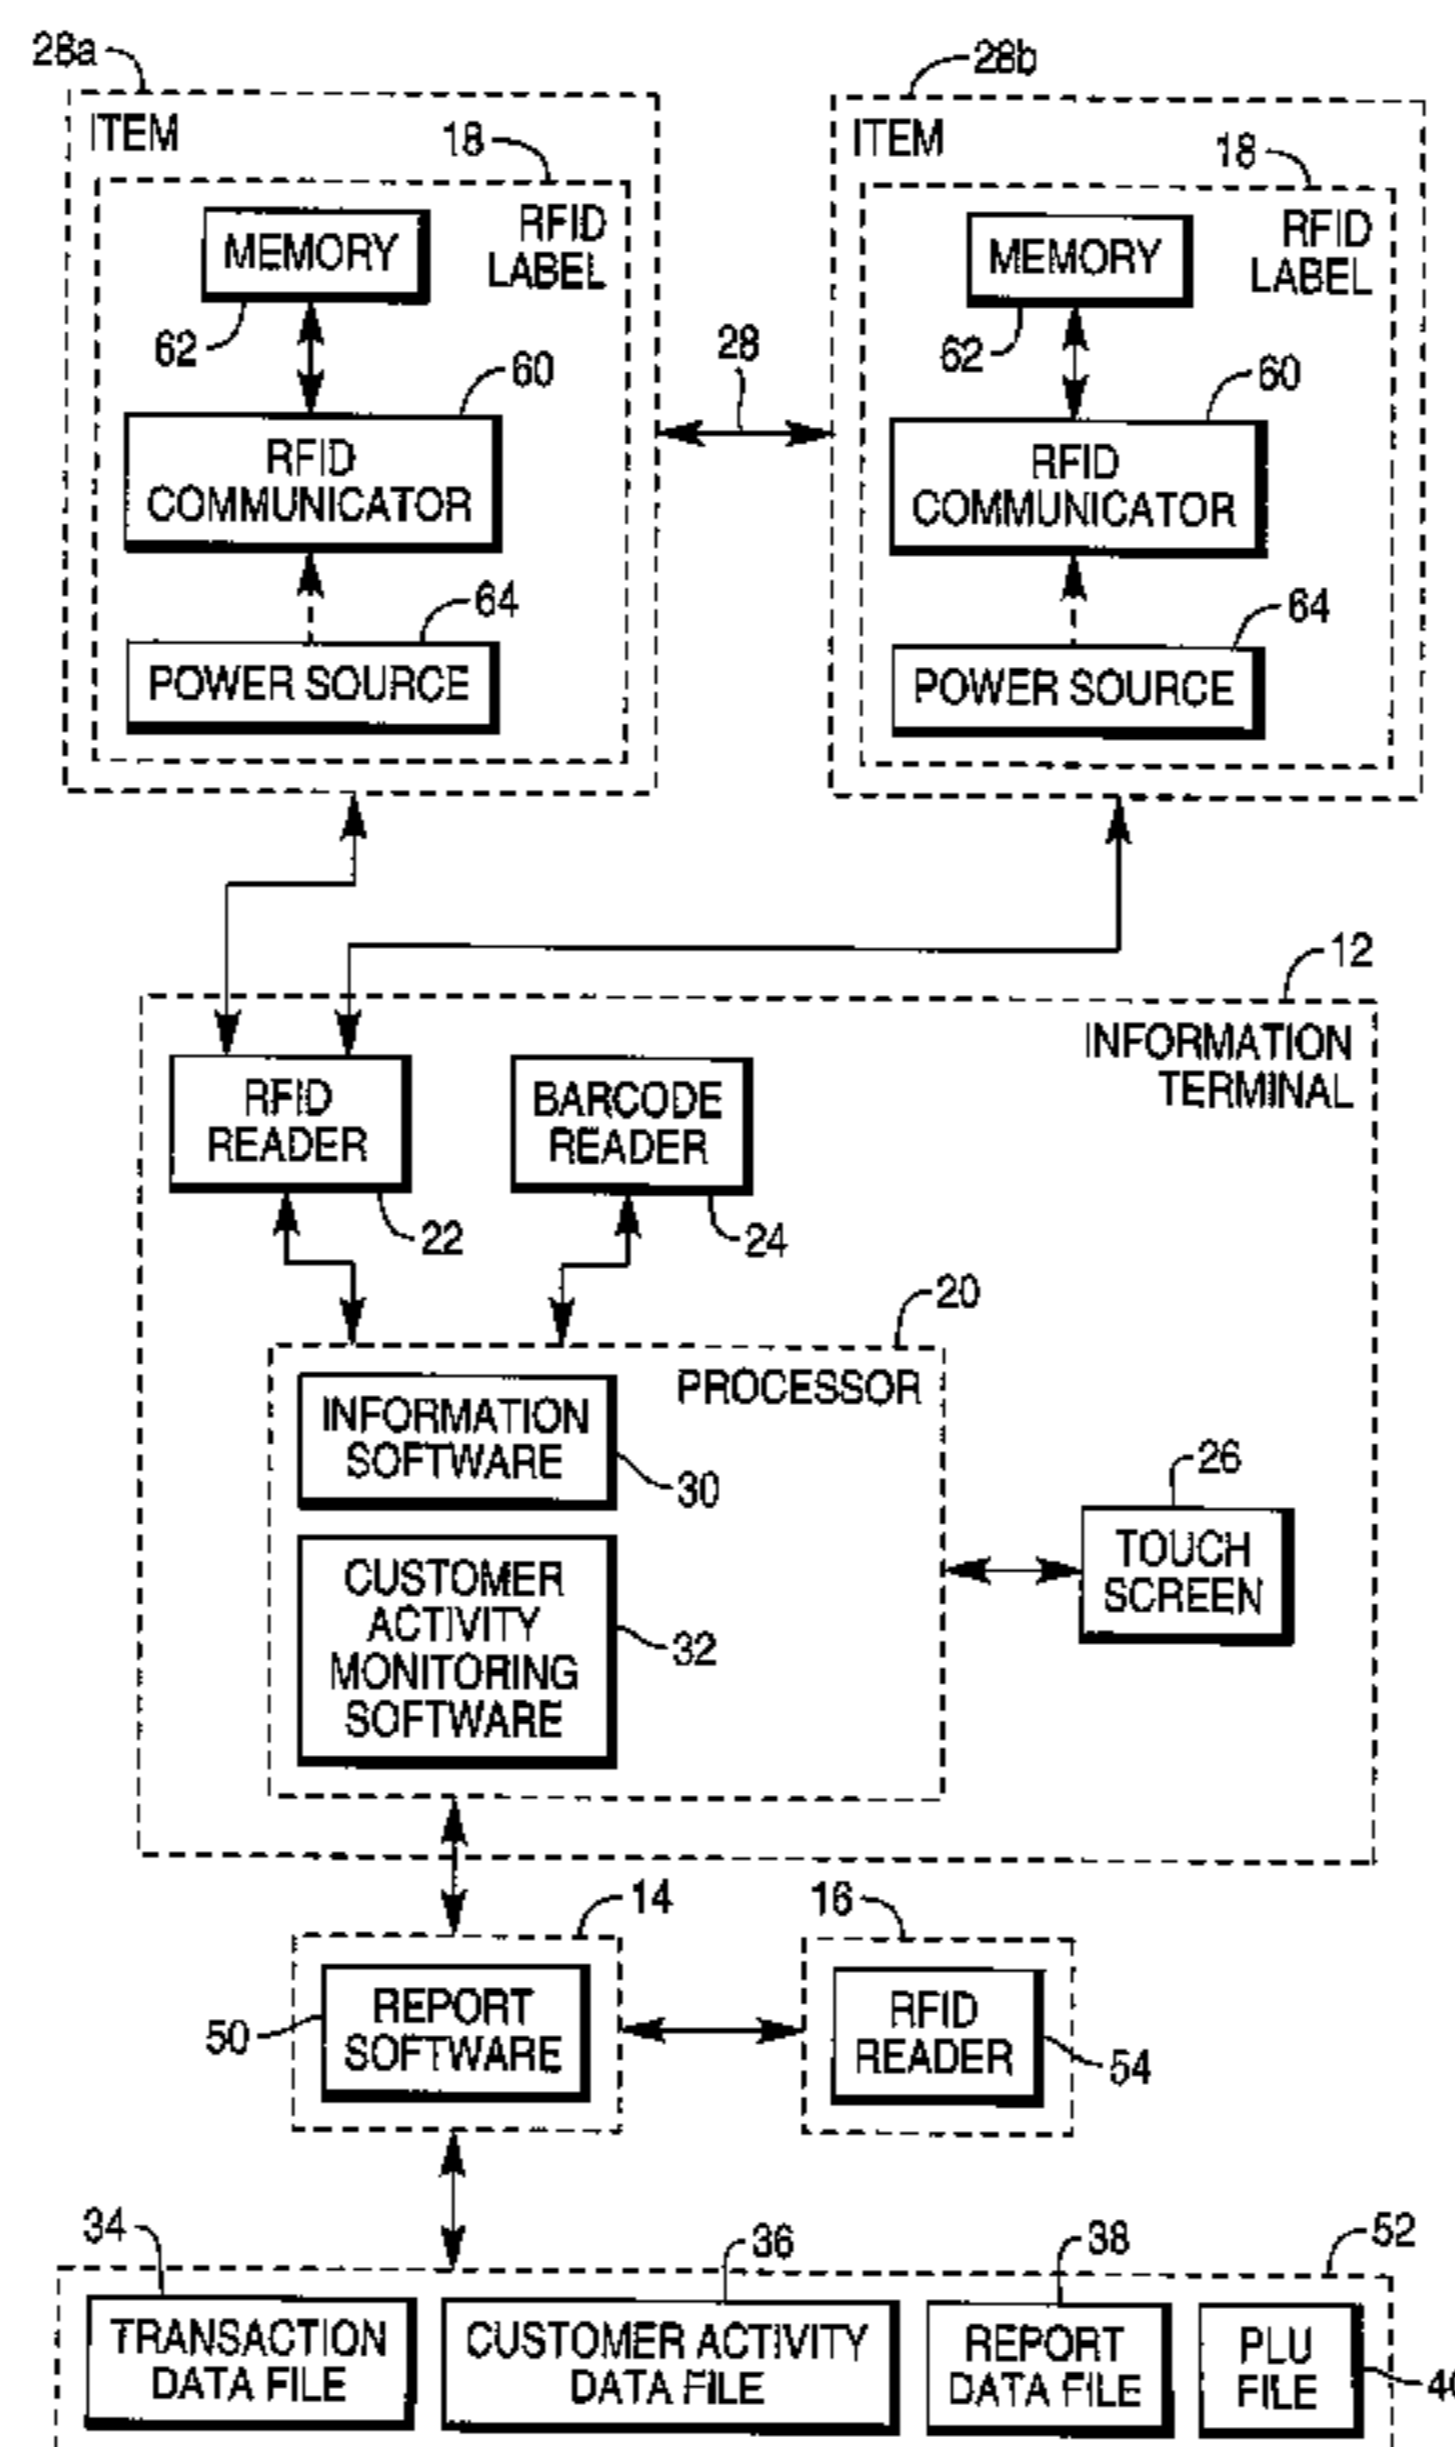 28a
28b
ITEM
18
RFID
LABEL
MEMORY
62
60
RFID
COMMUNICATOR
64
POWER SOURCE
28
ITEM
18
RFID
LABEL
MEMORY
62
60
RFID
COMMUNICATOR
64
POWER SOURCE
12
INFORMATION
TERMINAL
RFID
READER
22
BARCODE
READER
24
20
PROCESSOR
INFORMATION
SOFTWARE
30
CUSTOMER
ACTIVITY
MONITORING
SOFTWARE
32
26
TOUCH
SCREEN
14
REPORT
SOFTWARE
50
16
RFID
READER
54
52
34
TRANSACTION
DATA FILE
36
CUSTOMER ACTIVITY
DATA FILE
38
REPORT
DATA FILE
PLU
FILE